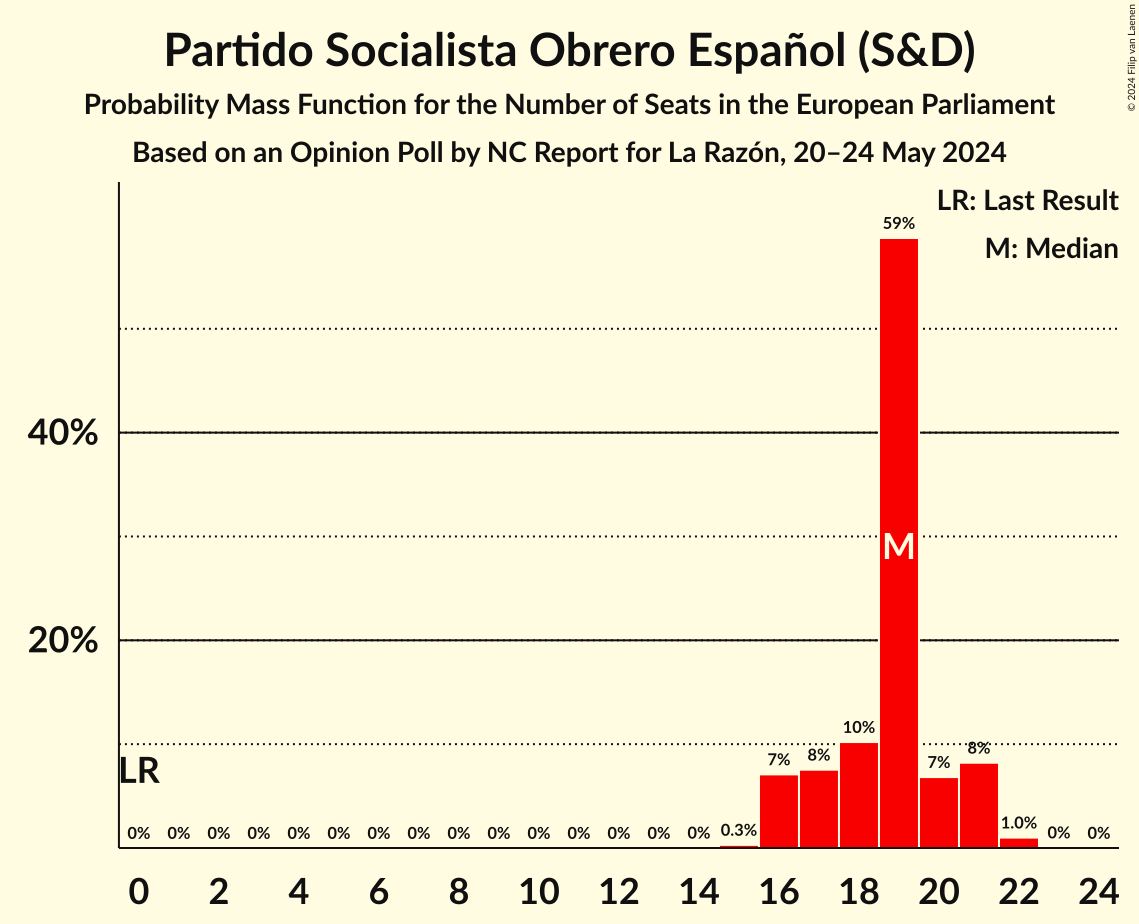 Partido Socialista Obrero Español (S&D)
Probability Mass Function for the Number of Seats in the European Parliament
Based on an Opinion Poll by NC Report for La Razón, 20–24 May 2024
© 2024 Filip van Laenen
LR: Last Result
M: Median
59%
40%
M
20%
10%
7% 8% 7% 8%
LR
0% 0% 0% 0% 0% 0% 0% 0% 0% 0% 0% 0% 0% 0% 0% 0.3% 1.0% 0% 0%
0 2 4 6 8 10 12 14 16 18 20 22 24